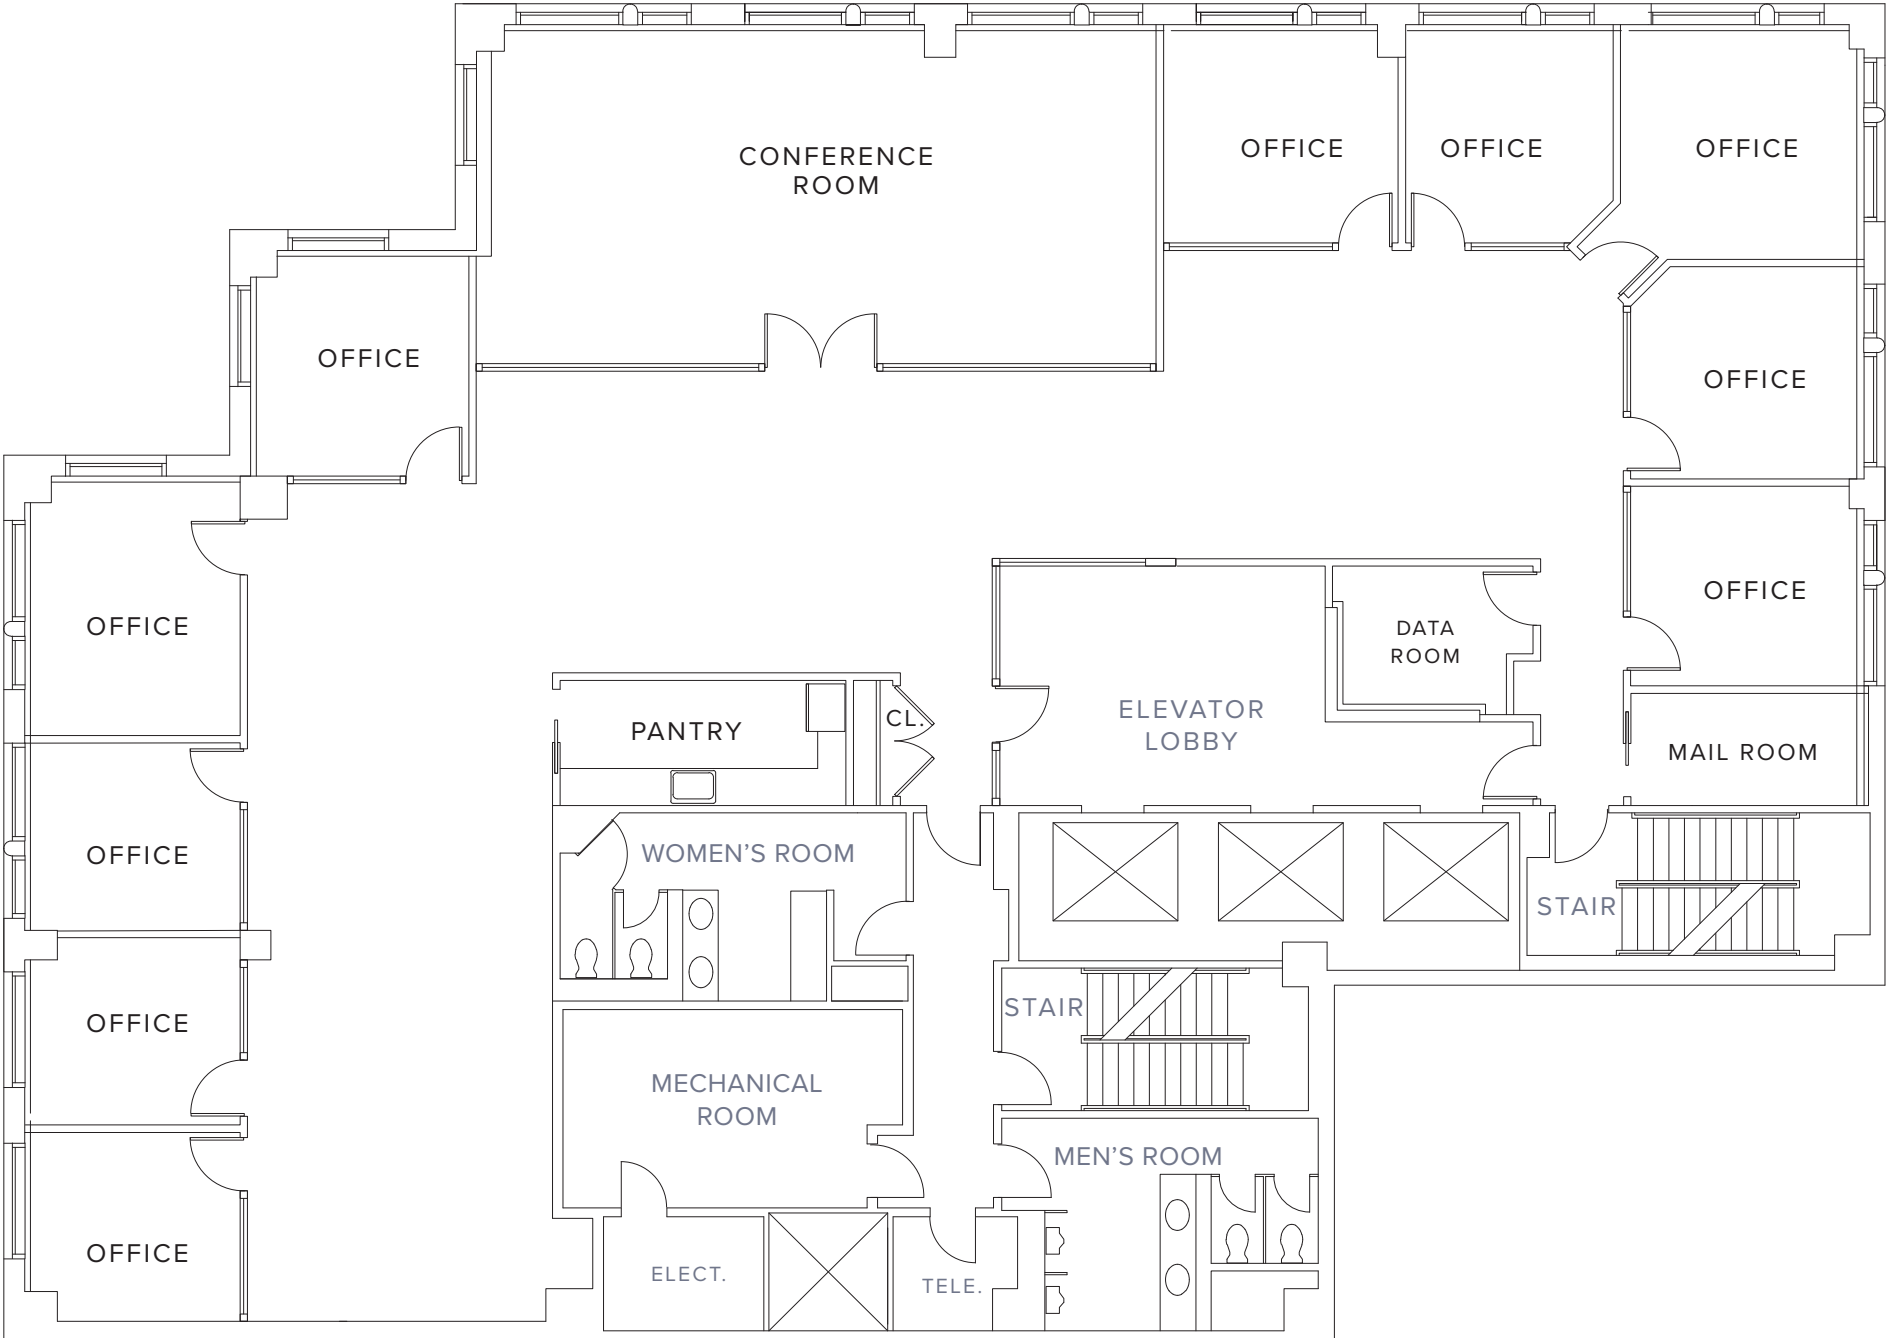 CONFERENCE
ROOM
OFFICE
OFFICE
OFFICE
OFFICE
OFFICE
OFFICE
OFFICE
DATA
ROOM
ELEVATOR
LOBBY
CL.
PANTRY
MAIL ROOM
OFFICE
WOMEN'S ROOM
STAIR
OFFICE
STAIR
MECHANICAL
ROOM
MEN'S ROOM
OFFICE
ELECT.
TELE.